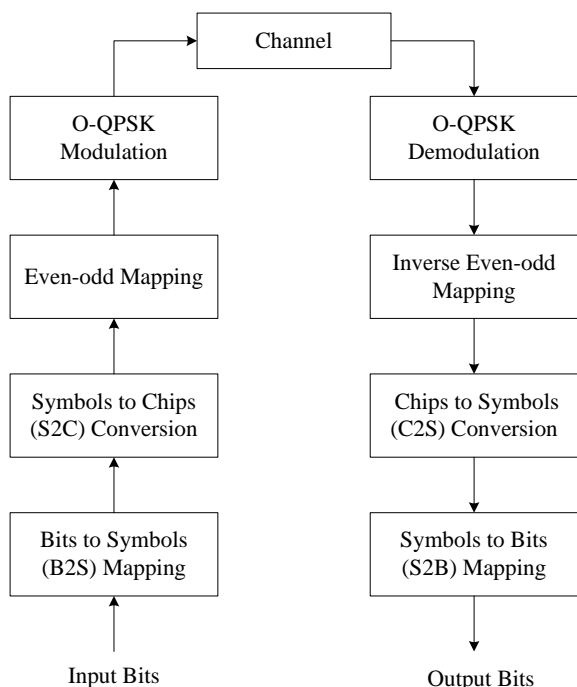 Channel
O-QPSK
Modulation
O-QPSK
Demodulation
Even-odd Mapping
Inverse Even-odd
Mapping
Symbols to Chips
(S2C) Conversion
Chips to Symbols
(C2S) Conversion
Bits to Symbols
(B2S) Mapping
Symbols to Bits
(S2B) Mapping
Input Bits
Output Bits